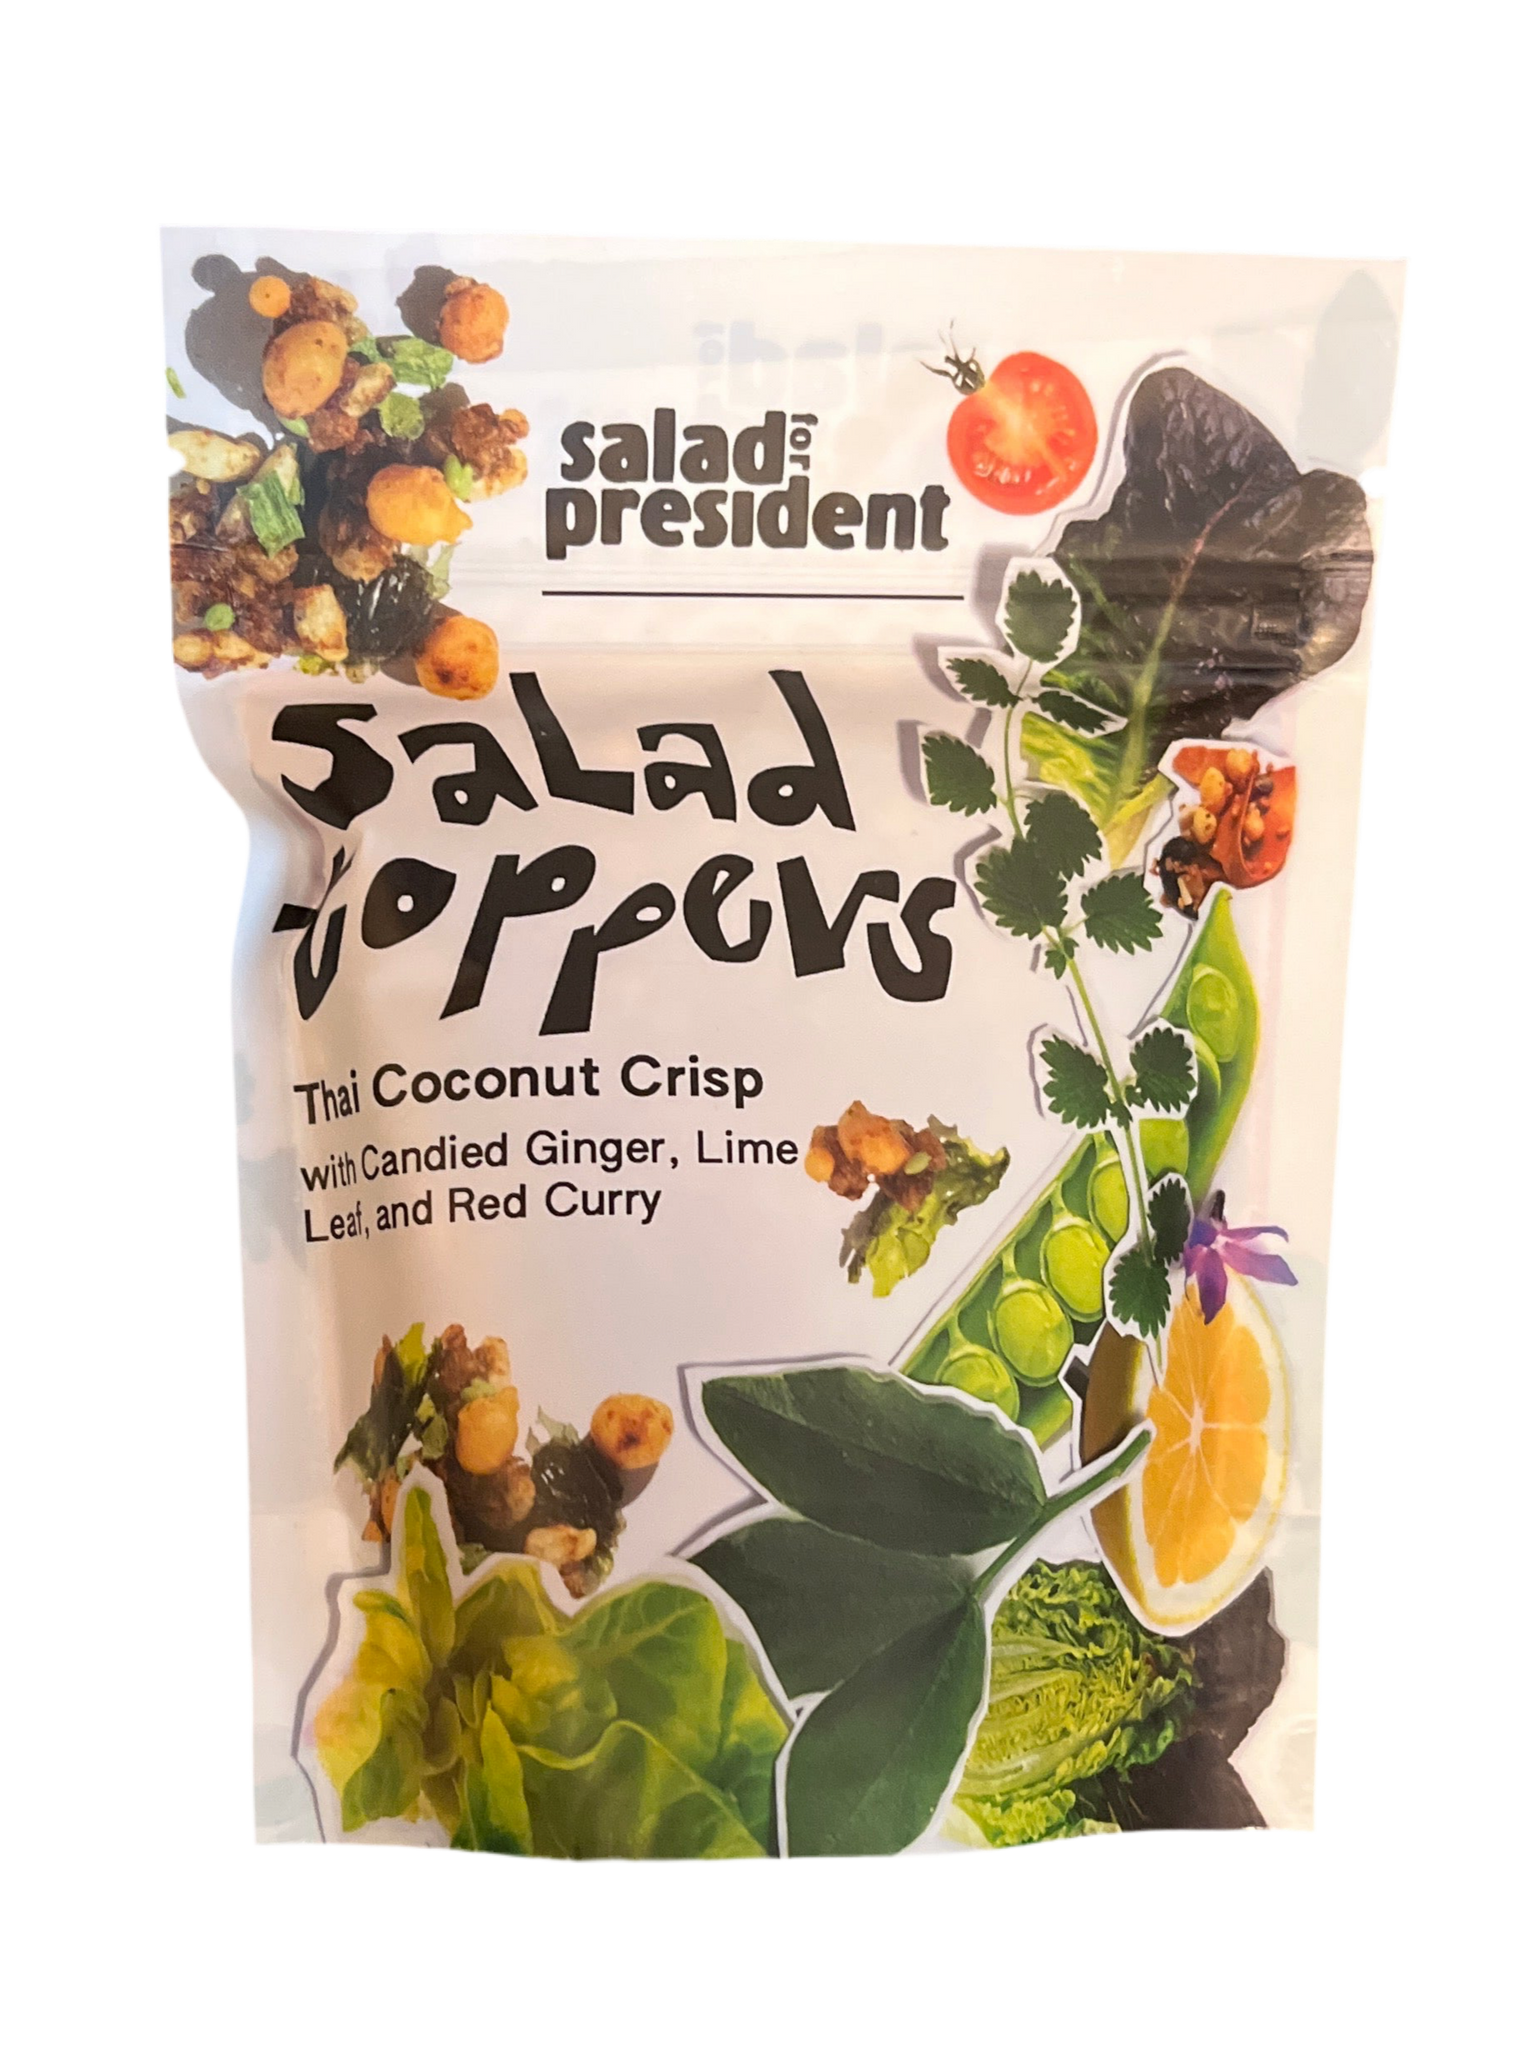 salad for
president
Salad
toppers
Thai Coconut Crisp
with Candied Ginger, Lime
Leaf, and Red Curry